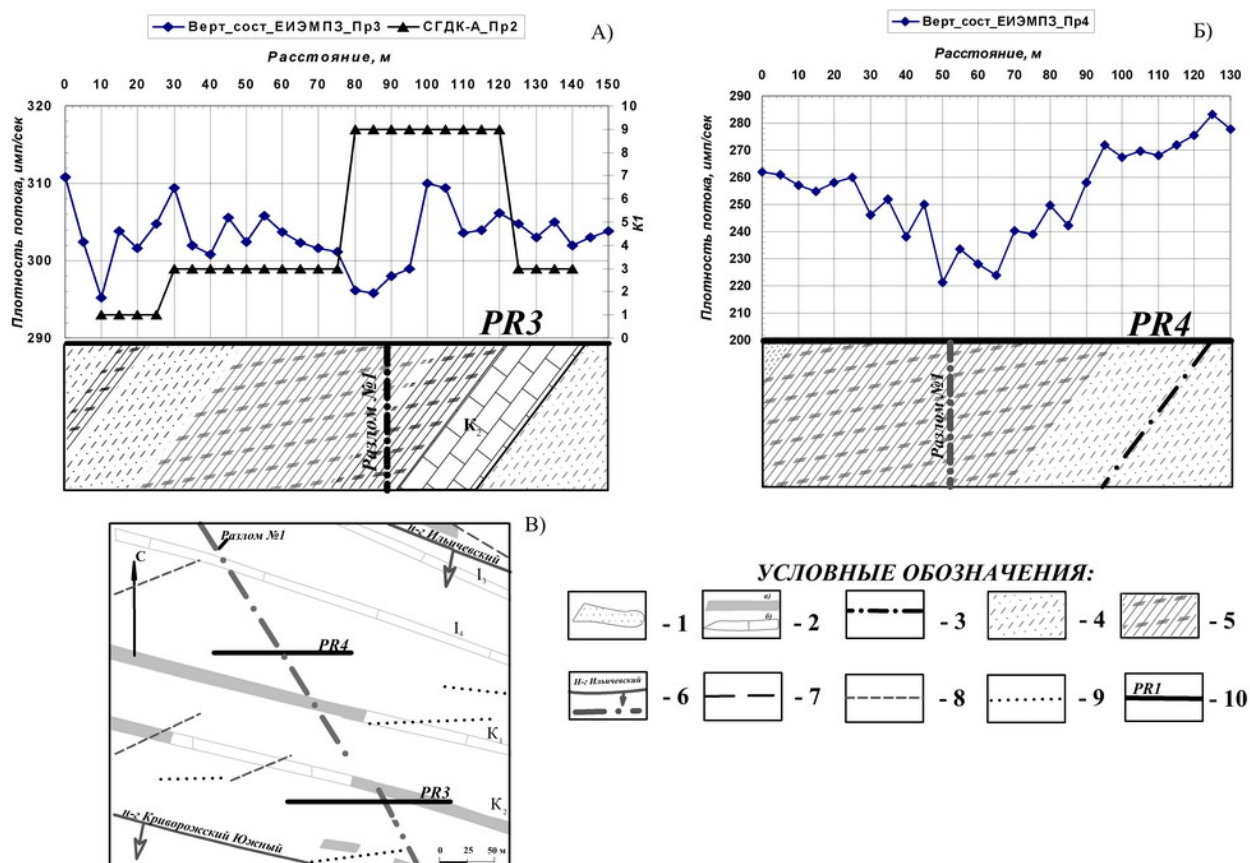 Верт_сост_ЕИЭМПЗ_Пр3 СГДК-А_Пр2
А)
Расстояние, м
0 10 20 30 40 50 60 70 80 90 100 110 120 130 140 150
Плотность потока, имп/сек
320
310
300
290
10
9
8
7
6
5
4
3
2
1
0
К1
PR3
Разлом №1
К2
Верт_сост_ЕИЭМПЗ_Пр4
Б)
Расстояние, м
0 10 20 30 40 50 60 70 80 90 100 110 120 130
Плотность потока, имп/сек
290
280
270
260
250
240
230
220
210
200
PR4
Разлом №1
В)
Разлом №1
н-г Ильичевский
С
I3
I4
PR4
К1
PR3
К2
н-г Криворожский Южный
0 25 50 м
УСЛОВНЫЕ ОБОЗНАЧЕНИЯ:
- 1
а)
б)
- 2
- 3
- 4
- 5
Н-г Ильичевский
- 6
- 7
- 8
- 9
PR1
- 10